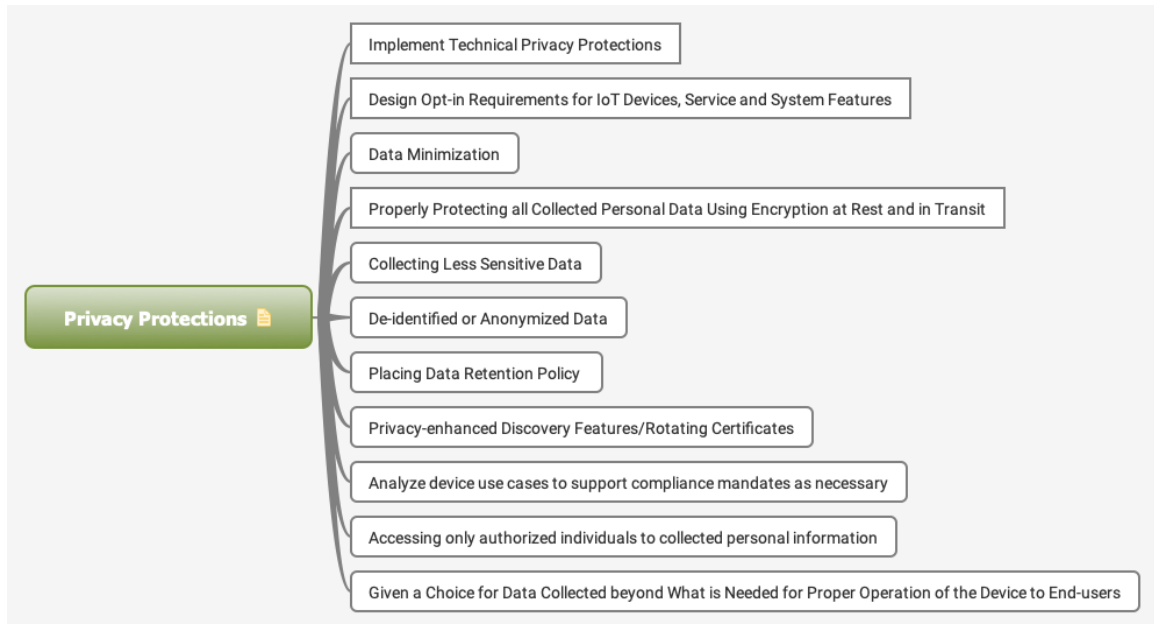 Implement Technical Privacy Protections
Design Opt-in Requirements for IoT Devices, Service and System Features
Data Minimization
Properly Protecting all Collected Personal Data Using Encryption at Rest and in Transit
Collecting Less Sensitive Data
De-identified or Anonymized Data
Privacy Protections
Placing Data Retention Policy
Privacy-enhanced Discovery Features/Rotating Certificates
Analyze device use cases to support compliance mandates as necessary
Accessing only authorized individuals to collected personal information
Given a Choice for Data Collected beyond What is Needed for Proper Operation of the Device to End-users